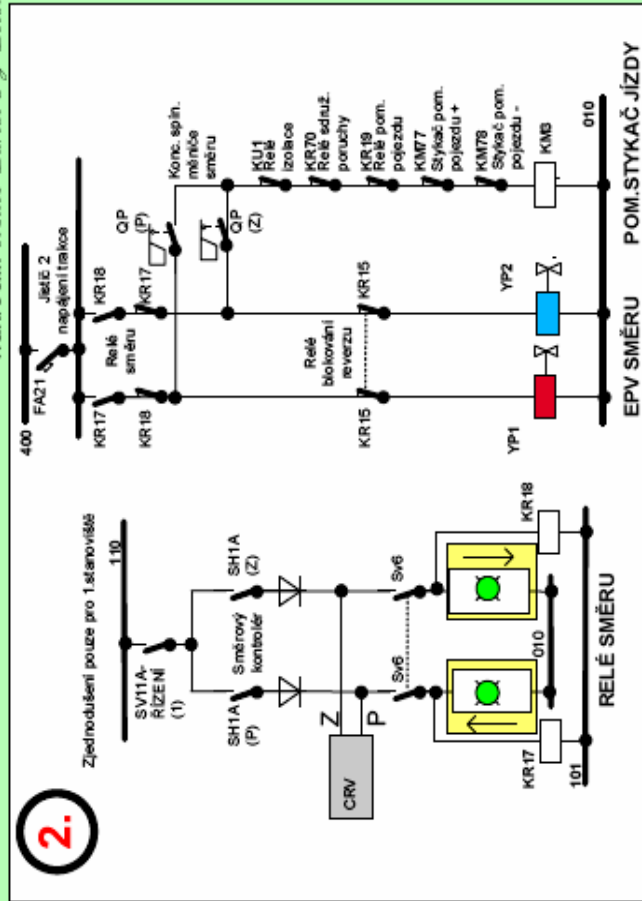 2.
Zjednodušení pouze pro 1.stanoviště
110
SV11A-
ŘÍZENÍ
(1)
SH1A
(P)
SH1A
(Z)
Směrový
kontrolér
Z
P
CRV
Sv6
Sv6
KR17
KR18
101
010
RELÉ SMĚRU
400
FA21
Jistič 2
napájení trakce
KR17
KR18
KR18
KR17
Relé
směru
QP
(P)
Konc. spín.
měniče
směru
QP
(Z)
KU1
Relé
izolace
KR70
Relé sdruž.
poruchy
KR19
Relé pom.
pojezdu
KM77
Stykač pom.
pojezdu +
KM78
Stykač pom.
pojezdu -
KR15
KR15
Relé
blokování
reverzu
YP1
YP2
KM3
010
EPV SMĚRU
POM.STYKAČ JÍZDY